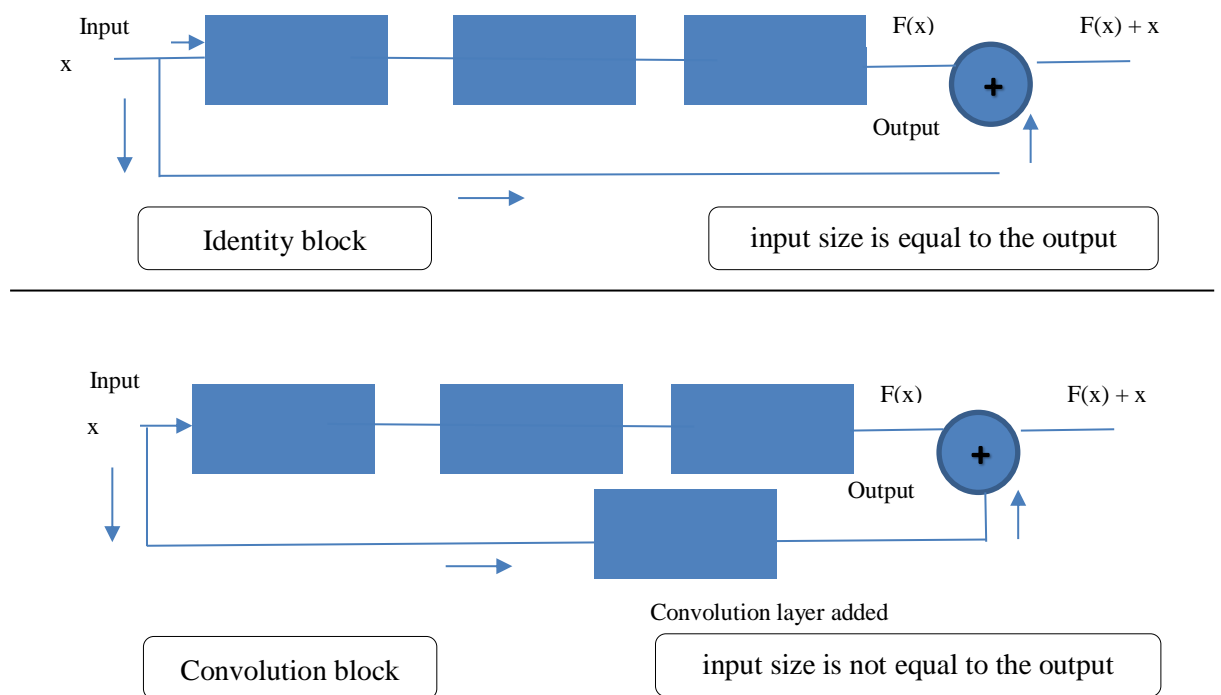 Input
F(x)
F(x) + x
x
+
Output
Identity block
input size is equal to the output
Input
F(x)
F(x) + x
x
+
Output
Convolution layer added
Convolution block
input size is not equal to the output